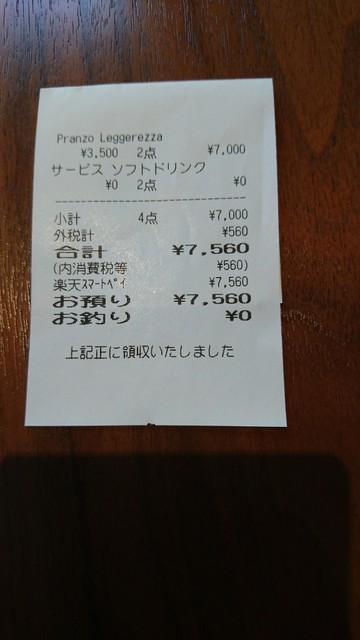 Pranzo Leggerezza
¥3,500 2点 ¥7,000
サービス ソフトドリンク
¥0 2点 ¥0
小計 4点 ¥7,000
外税計 ¥560
合計 ¥7,560
(内消費税等 ¥560)
楽天ｽﾏｰﾄﾍﾟｲ ¥7,560
お預り ¥7,560
お釣り ¥0
上記正に領収いたしました